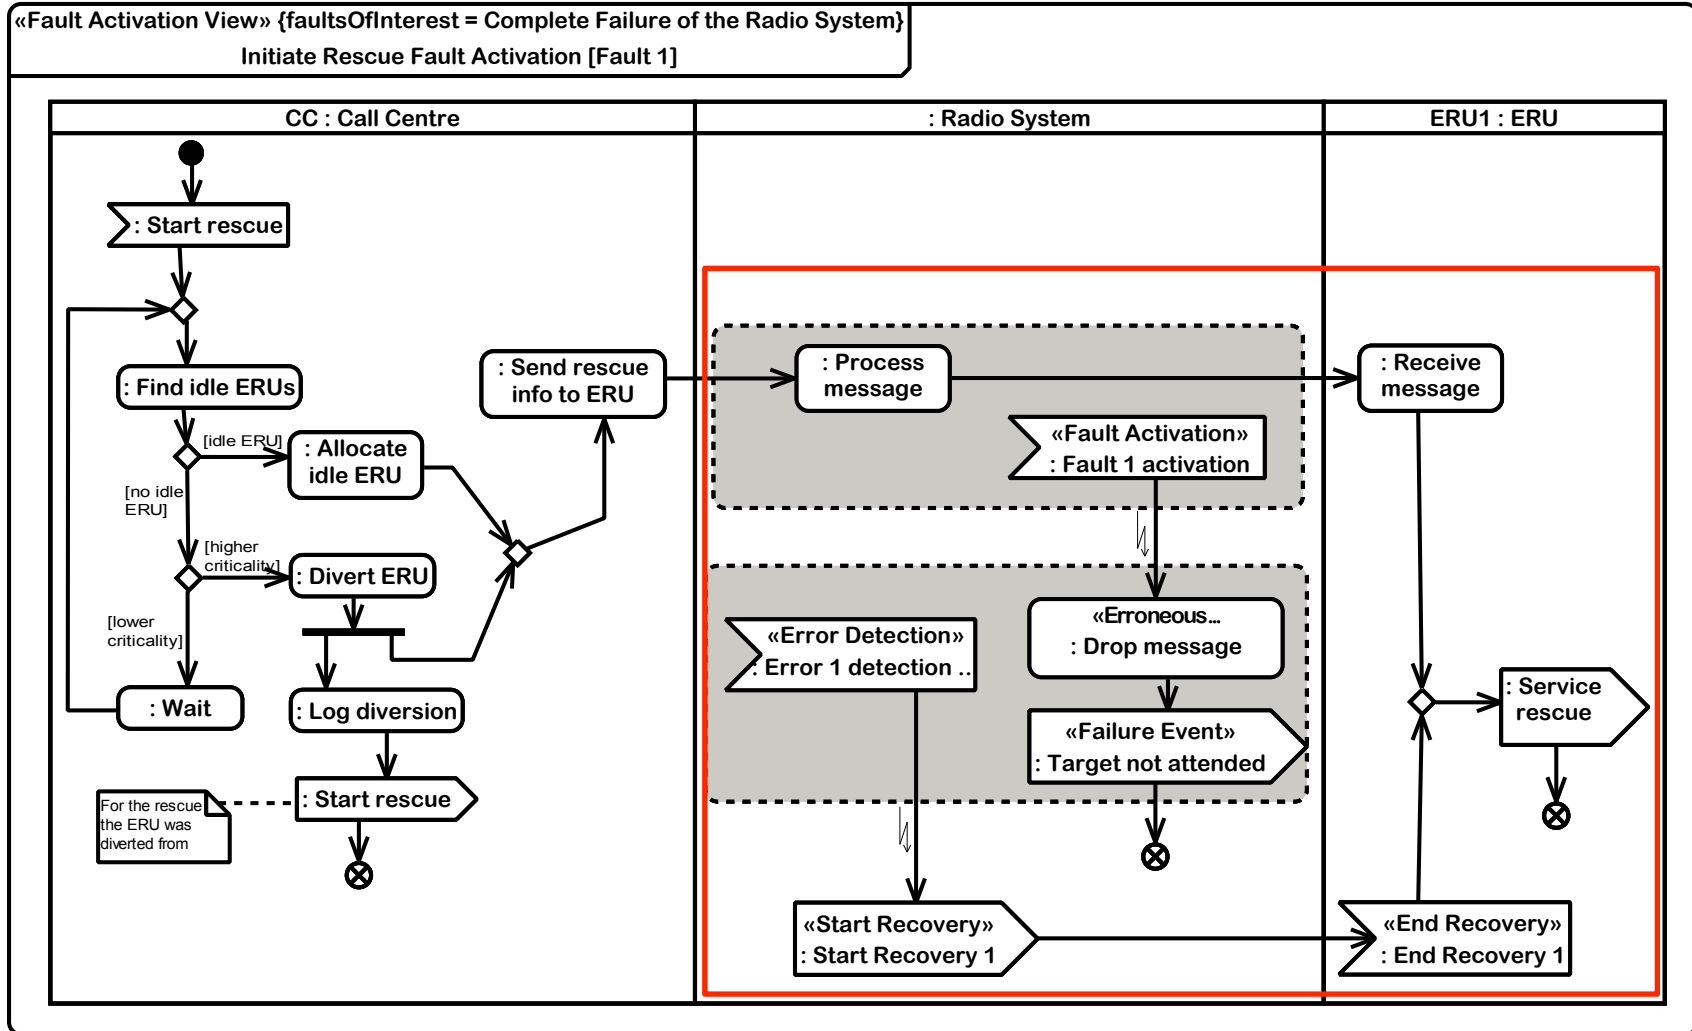 «Fault Activation View» {faultsOfInterest = Complete Failure of the Radio System}
Initiate Rescue Fault Activation [Fault 1]
CC : Call Centre
: Radio System
ERU1 : ERU
: Start rescue
: Find idle ERUs
[idle ERU]
: Allocate
idle ERU
[no idle
ERU]
[higher
criticality]
: Divert ERU
[lower
criticality]
: Wait
: Log diversion
: Start rescue
For the rescue
the ERU was
diverted from
: Send rescue
info to ERU
: Process
message
«Fault Activation»
: Fault 1 activation
«Error Detection»
: Error 1 detection ..
«Erroneous...
: Drop message
«Failure Event»
: Target not attended
«Start Recovery»
: Start Recovery 1
: Receive
message
: Service
rescue
«End Recovery»
: End Recovery 1